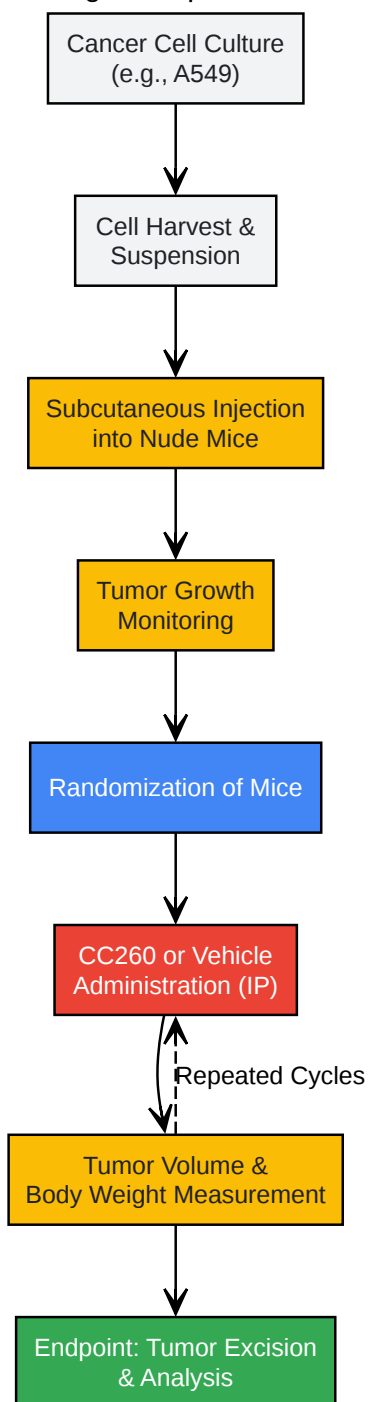 Cancer Cell Culture
(e.g., A549)
Cell Harvest &
Suspension
Subcutaneous Injection
into Nude Mice
Tumor Growth
Monitoring
Randomization of Mice
CC260 or Vehicle
Administration (IP)
Repeated Cycles
Tumor Volume &
Body Weight Measurement
Endpoint: Tumor Excision
& Analysis